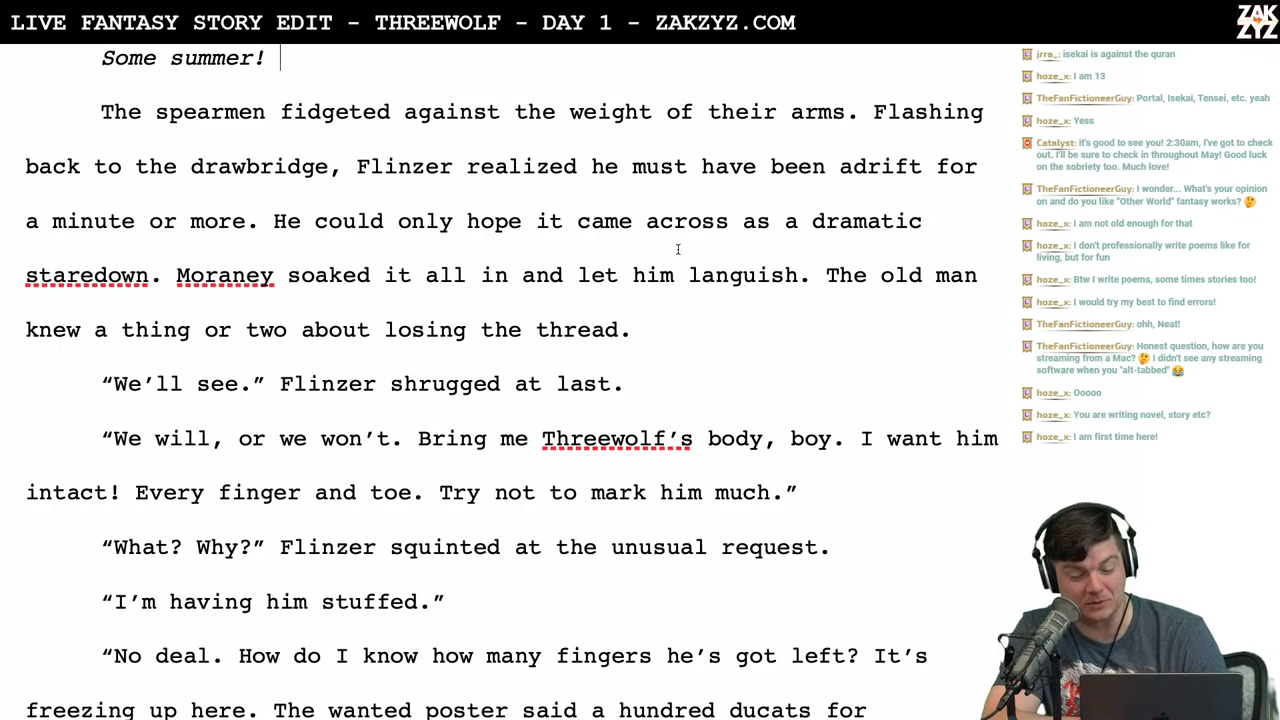 LIVE FANTASY STORY EDIT - THREEWOLF - DAY 1 - ZAKZYZ.COM
ZAK
ZYZ
Some summer!
The spearmen fidgeted against the weight of their arms. Flashing
back to the drawbridge, Flinzer realized he must have been adrift for
a minute or more. He could only hope it came across as a dramatic
staredown. Moraney soaked it all in and let him languish. The old man
knew a thing or two about losing the thread.
“We’ll see.” Flinzer shrugged at last.
“We will, or we won’t. Bring me Threewolf’s body, boy. I want him
intact! Every finger and toe. Try not to mark him much.”
“What? Why?” Flinzer squinted at the unusual request.
“I’m having him stuffed.”
“No deal. How do I know how many fingers he’s got left? It’s
freezing up here. The wanted poster said a hundred ducats for
jrra_: isekai is against the quran
hoze_x: I am 13
TheFanFictioneerGuy: Portal, Isekai, Tensei, etc. yeah
hoze_x: Yess
Catalyst: it's good to see you! 2:30am, I've got to check
out. I'll be sure to check in throughout May! Good luck
on the sobriety too. Much love!
TheFanFictioneerGuy: I wonder... What's your opinion
on and do you like "Other World" fantasy works? 🤔
hoze_x: I am not old enough for that
hoze_x: I don't professionally write poems like for
living, but for fun
hoze_x: Btw I write poems, some times stories too!
hoze_x: I would try my best to find errors!
TheFanFictioneerGuy: ohh, Neat!
TheFanFictioneerGuy: Honest question, how are you
streaming from a Mac? 🤔 I didn't see any streaming
software when you "alt-tabbed" 😂
hoze_x: Ooooo
hoze_x: You are writing novel, story etc?
hoze_x: I am first time here!